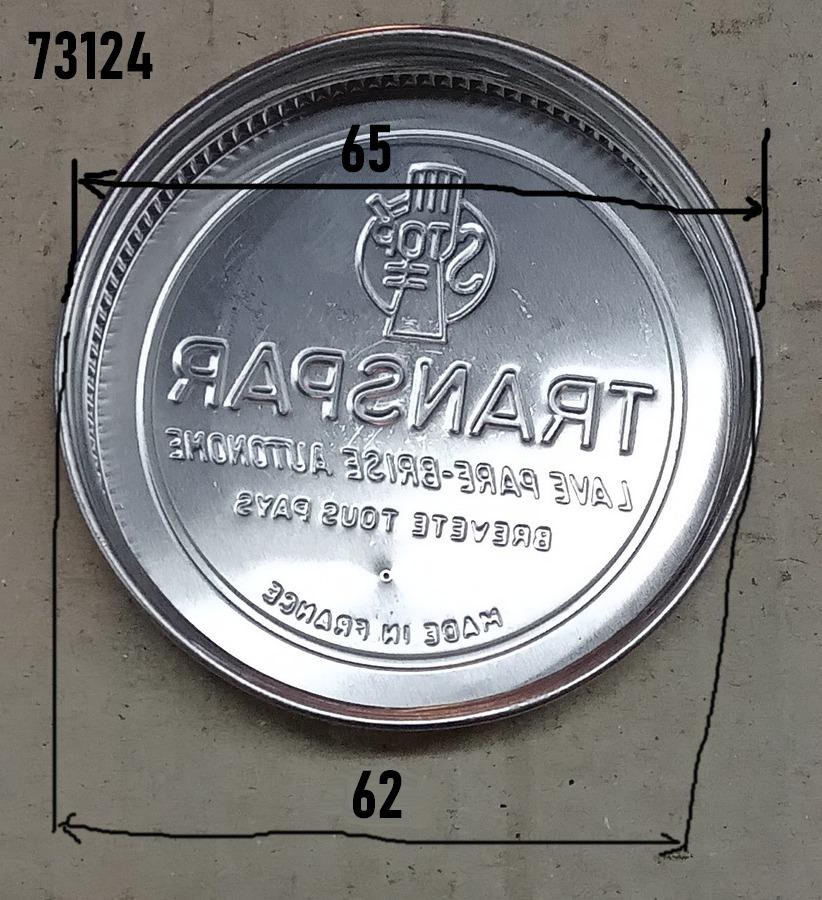 73124
65
STOP
TRANSPAR
LAVE PARE-BRISE AUTONOME
BREVETE TOUS PAYS
MADE IN FRANCE
62